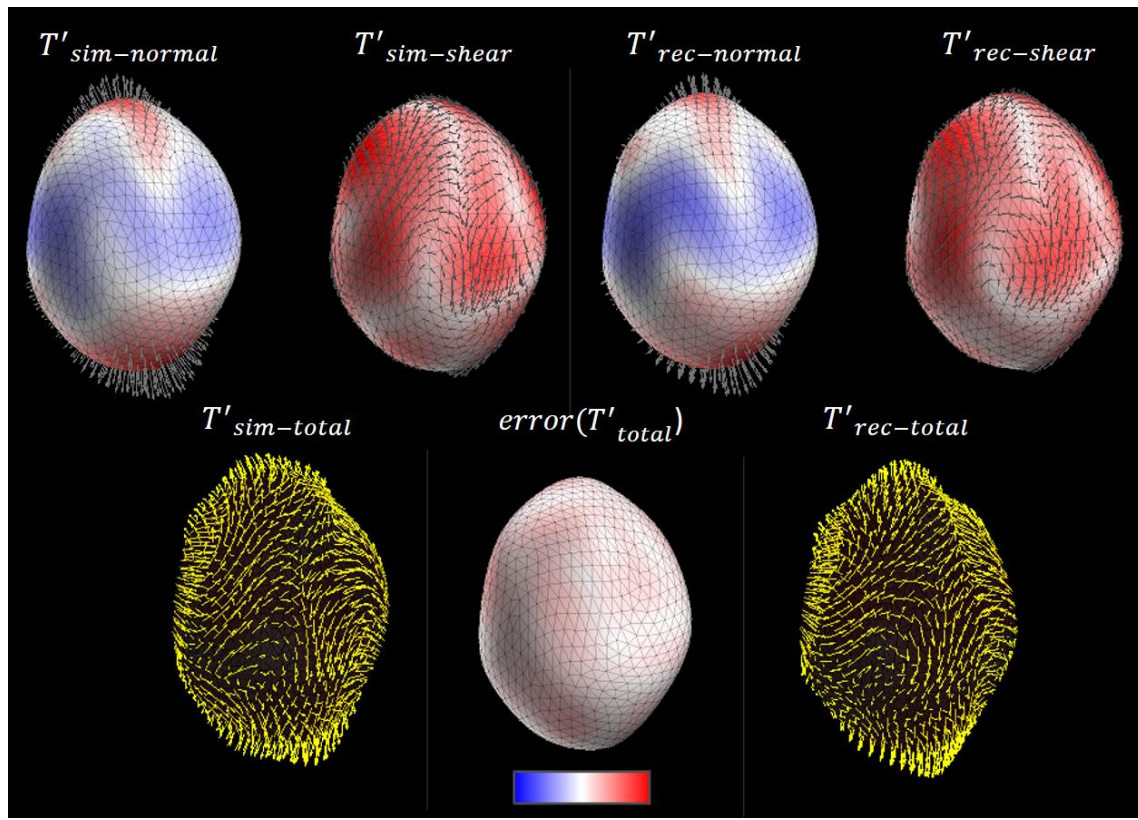 T′sim−normal
T′sim−shear
T′rec−normal
T′rec−shear
T′sim−total
error(T′total)
T′rec−total